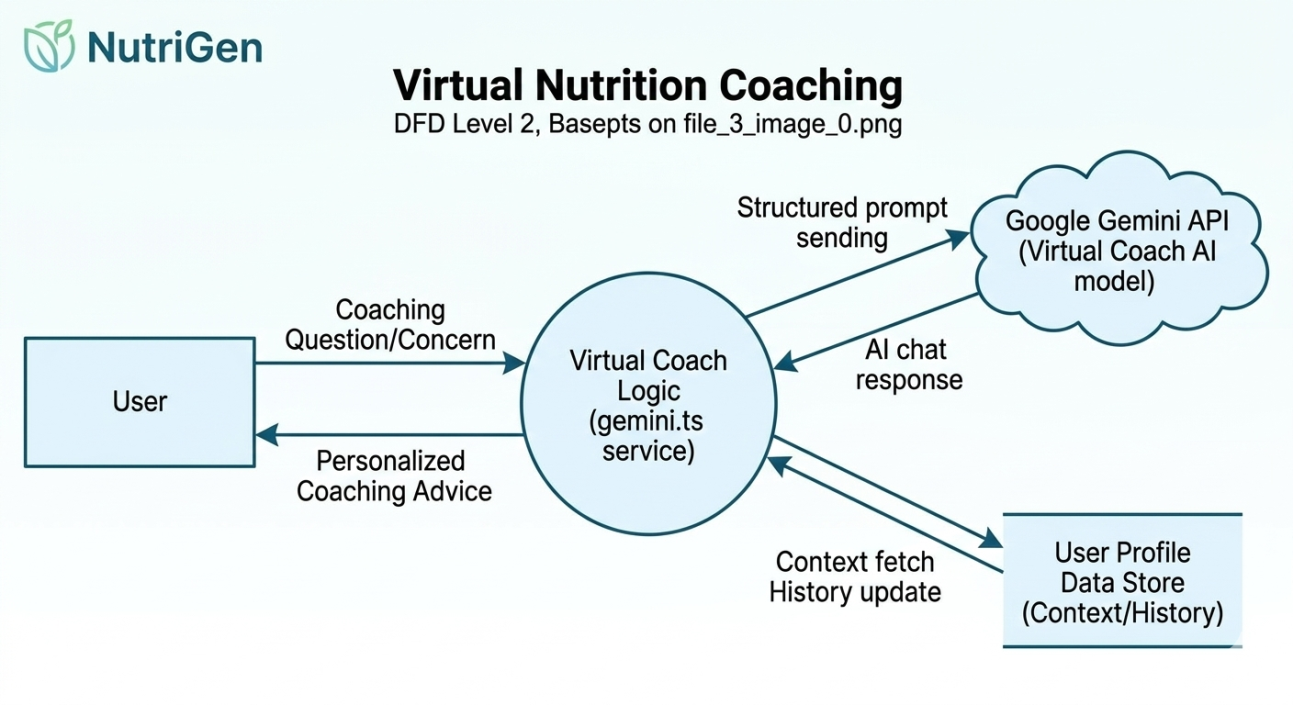 NutriGen
Virtual Nutrition Coaching
DFD Level 2, Basepts on file_3_image_0.png
Structured prompt
sending
Google Gemini API
(Virtual Coach AI
model)
Coaching
Question/Concern
User
Virtual Coach
Logic
(gemini.ts
service)
AI chat
response
Personalized
Coaching Advice
Context fetch
History update
User Profile
Data Store
(Context/History)